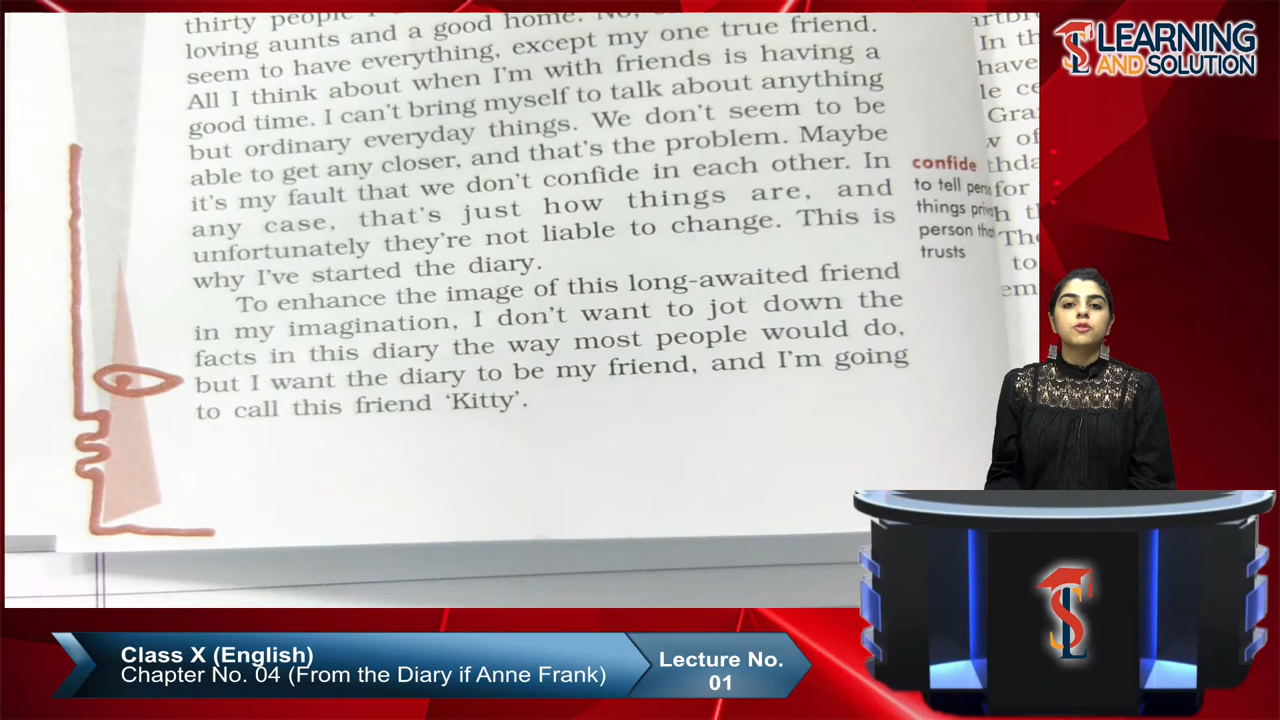 thirty people
loving aunts and a good home. No,
seem to have everything, except my one true friend.
All I think about when I'm with friends is having a
good time. I can't bring myself to talk about anything
but ordinary everyday things. We don't seem to be
able to get any closer, and that's the problem. Maybe
it's my fault that we don't confide in each other. In
any case, that's just how things are, and
unfortunately they're not liable to change. This is
why I've started the diary.
To enhance the image of this long-awaited friend
in my imagination, I don't want to jot down the
facts in this diary the way most people would do,
but I want the diary to be my friend, and I'm going
to call this friend ‘Kitty’.
confide
to tell
things
person
trusts
In
have
for
to
LEARNING
AND SOLUTION
Class X (English)
Chapter No. 04 (From the Diary if Anne Frank)
Lecture No.
01